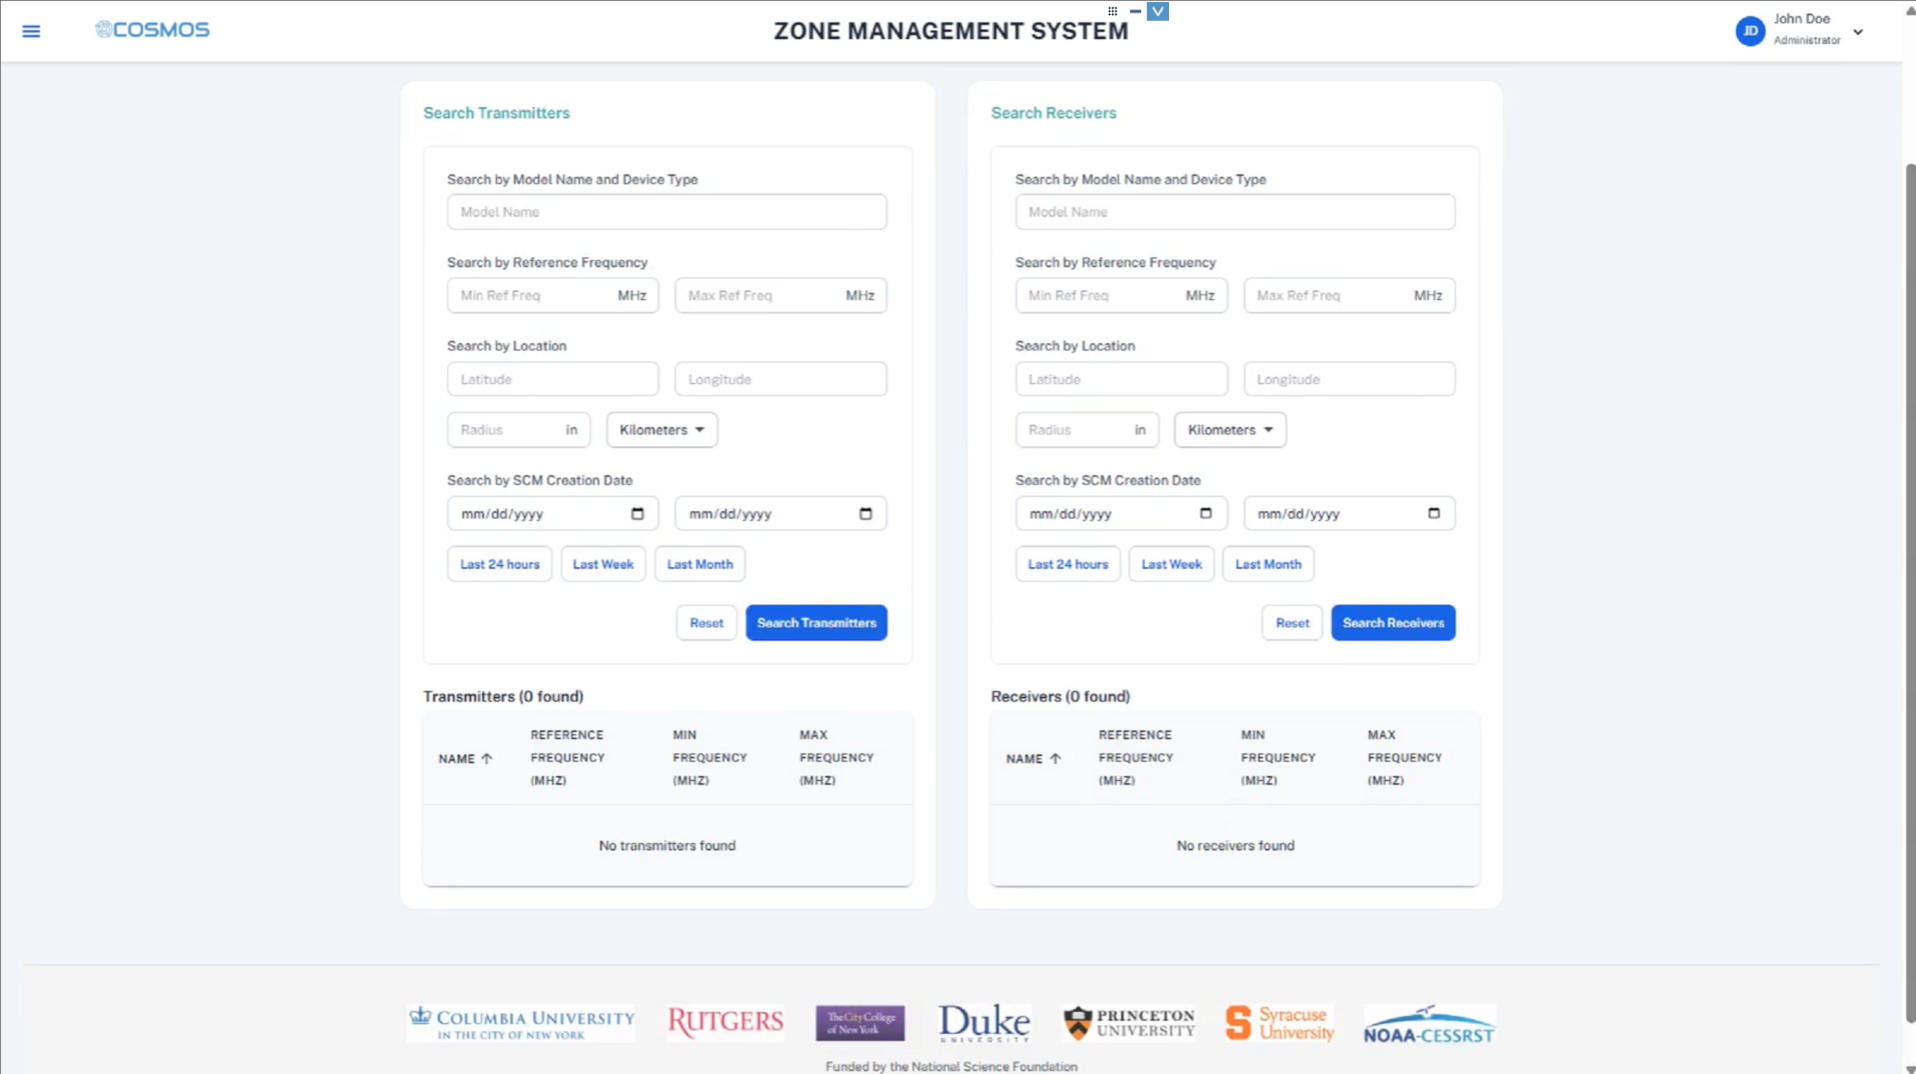 COSMOS
ZONE MANAGEMENT SYSTEM
V
JD
John Doe
Administrator
Search Transmitters
Search by Model Name and Device Type
Model Name
Search by Reference Frequency
Min Ref Freq MHz
Max Ref Freq MHz
Search by Location
Latitude
Longitude
Radius in
Kilometers
Search by SCM Creation Date
mm/dd/yyyy
mm/dd/yyyy
Last 24 hours
Last Week
Last Month
Reset
Search Transmitters
Transmitters (0 found)
NAME ↑
REFERENCE
FREQUENCY
(MHZ)
MIN
FREQUENCY
(MHZ)
MAX
FREQUENCY
(MHZ)
No transmitters found
Search Receivers
Search by Model Name and Device Type
Model Name
Search by Reference Frequency
Min Ref Freq MHz
Max Ref Freq MHz
Search by Location
Latitude
Longitude
Radius in
Kilometers
Search by SCM Creation Date
mm/dd/yyyy
mm/dd/yyyy
Last 24 hours
Last Week
Last Month
Reset
Search Receivers
Receivers (0 found)
NAME ↑
REFERENCE
FREQUENCY
(MHZ)
MIN
FREQUENCY
(MHZ)
MAX
FREQUENCY
(MHZ)
No receivers found
COLUMBIA UNIVERSITY
IN THE CITY OF NEW YORK
RUTGERS
The City College
of New York
Duke
UNIVERSITY
PRINCETON
UNIVERSITY
S
Syracuse
University
NOAA-CESSRST
Funded by the National Science Foundation